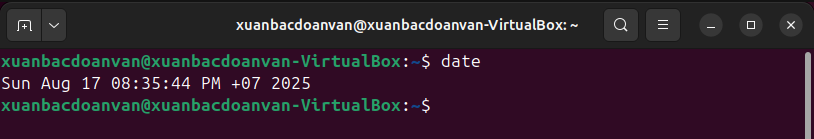 xuanbacdoanvan@xuanbacdoanvan-VirtualBox: ~
xuanbacdoanvan@xuanbacdoanvan-VirtualBox:~$ date
Sun Aug 17 08:35:44 PM +07 2025
xuanbacdoanvan@xuanbacdoanvan-VirtualBox:~$